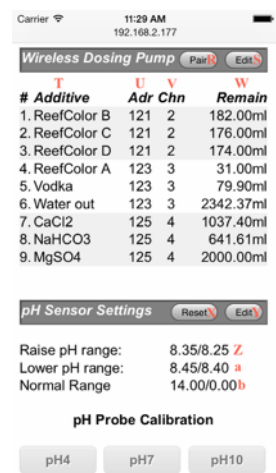 Carrier 11:29 AM
192.168.2.177
Wireless Dosing Pump PairR EditS
T U V W
# Additive Adr Chn Remain
1. ReefColor B 121 2 182.00ml
2. ReefColor C 121 2 176.00ml
3. ReefColor D 121 2 174.00ml
4. ReefColor A 123 3 31.00ml
5. Vodka 123 3 79.90ml
6. Water out 123 3 2342.37ml
7. CaCl2 125 4 1037.40ml
8. NaHCO3 125 4 641.61ml
9. MgSO4 125 4 2000.00ml
pH Sensor Settings ResetX EditY
Raise pH range: 8.35/8.25 Z
Lower pH range: 8.45/8.40 a
Normal Range 14.00/0.00b
pH Probe Calibration
pH4 pH7 pH10